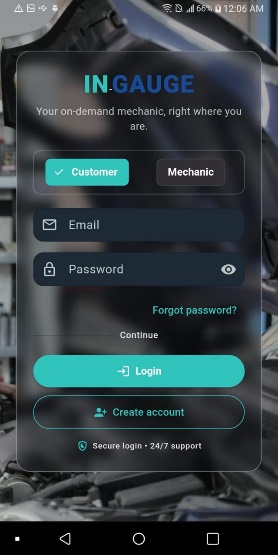 66% 12:06 AM
IN-GAUGE
Your on-demand mechanic, right where you
are.
Customer
Mechanic
Email
Password
Forgot password?
Continue
Login
Create account
Secure login • 24/7 support